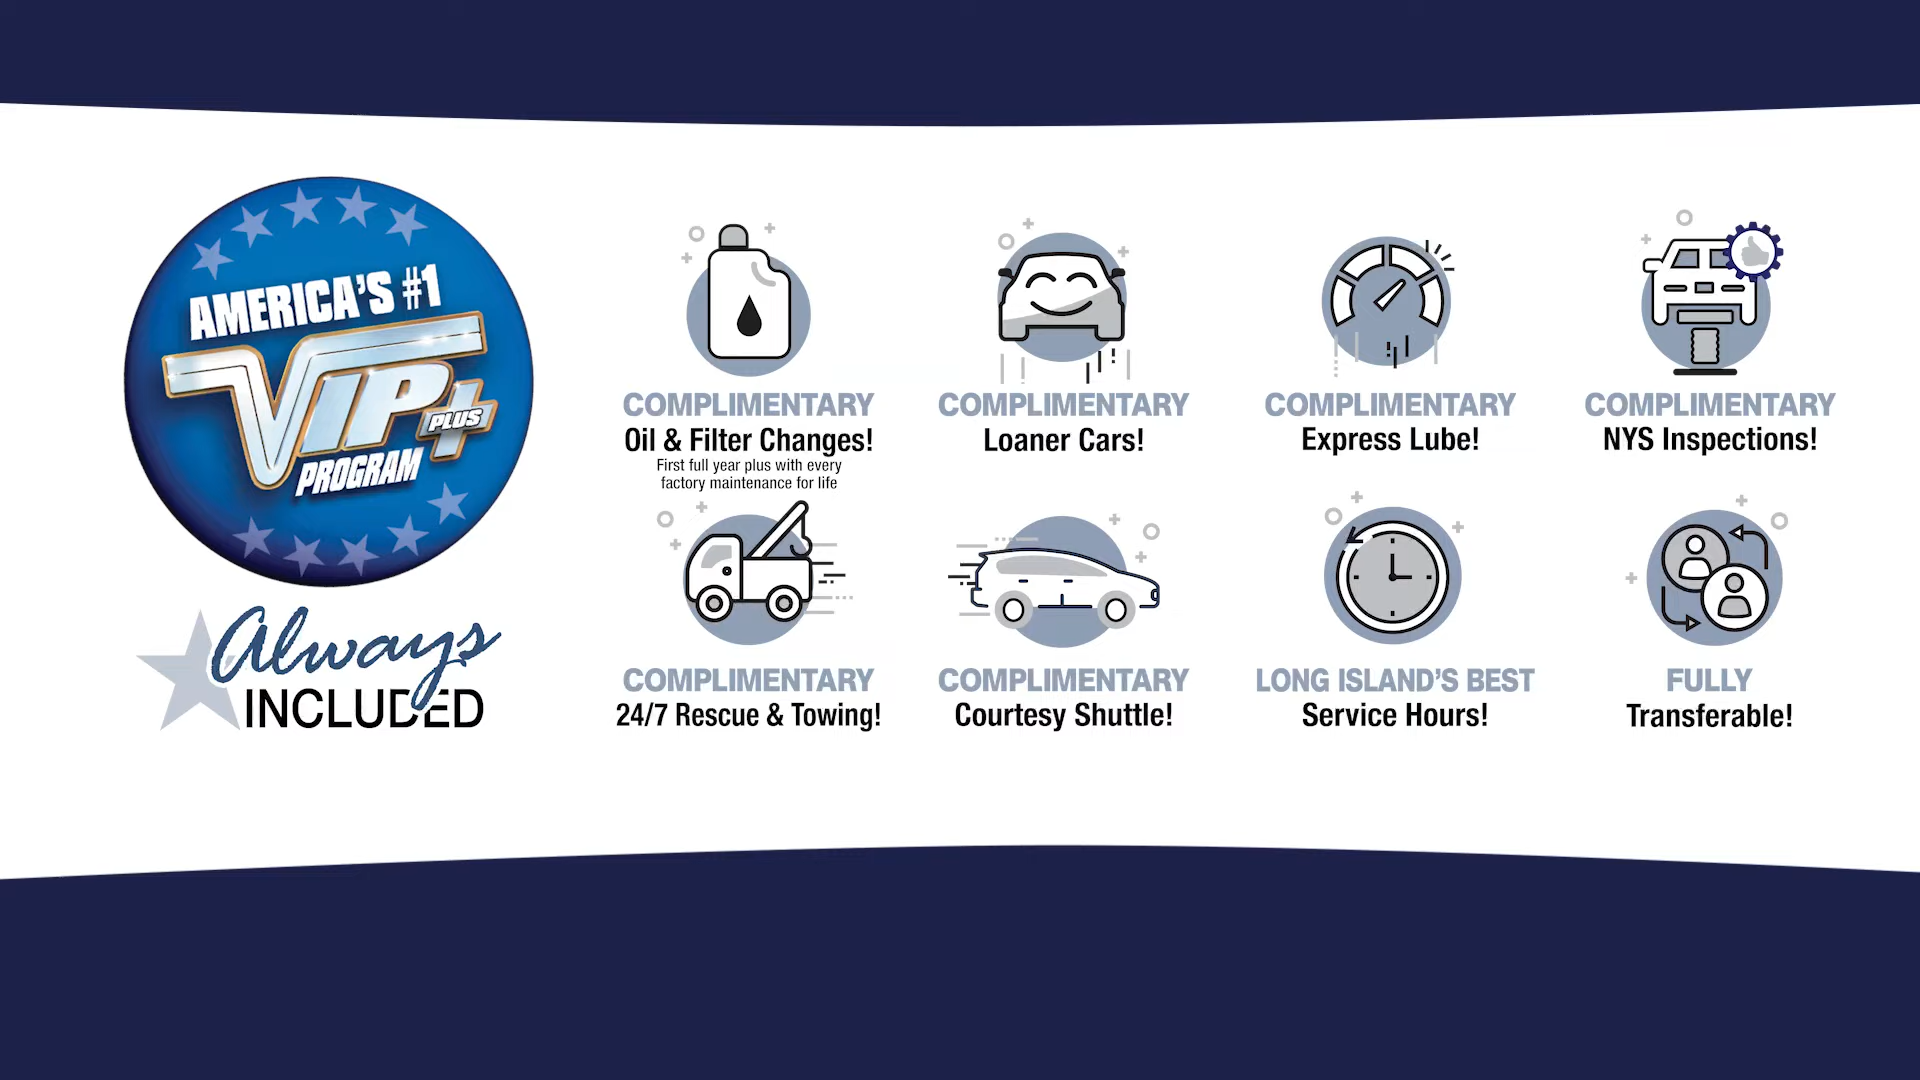 AMERICA'S #1
VIP+
PLUS
PROGRAM
Always
INCLUDED
COMPLIMENTARY
Oil & Filter Changes!
First full year plus with every
factory maintenance for life
COMPLIMENTARY
Loaner Cars!
COMPLIMENTARY
Express Lube!
COMPLIMENTARY
NYS Inspections!
COMPLIMENTARY
24/7 Rescue & Towing!
COMPLIMENTARY
Courtesy Shuttle!
LONG ISLAND'S BEST
Service Hours!
FULLY
Transferable!